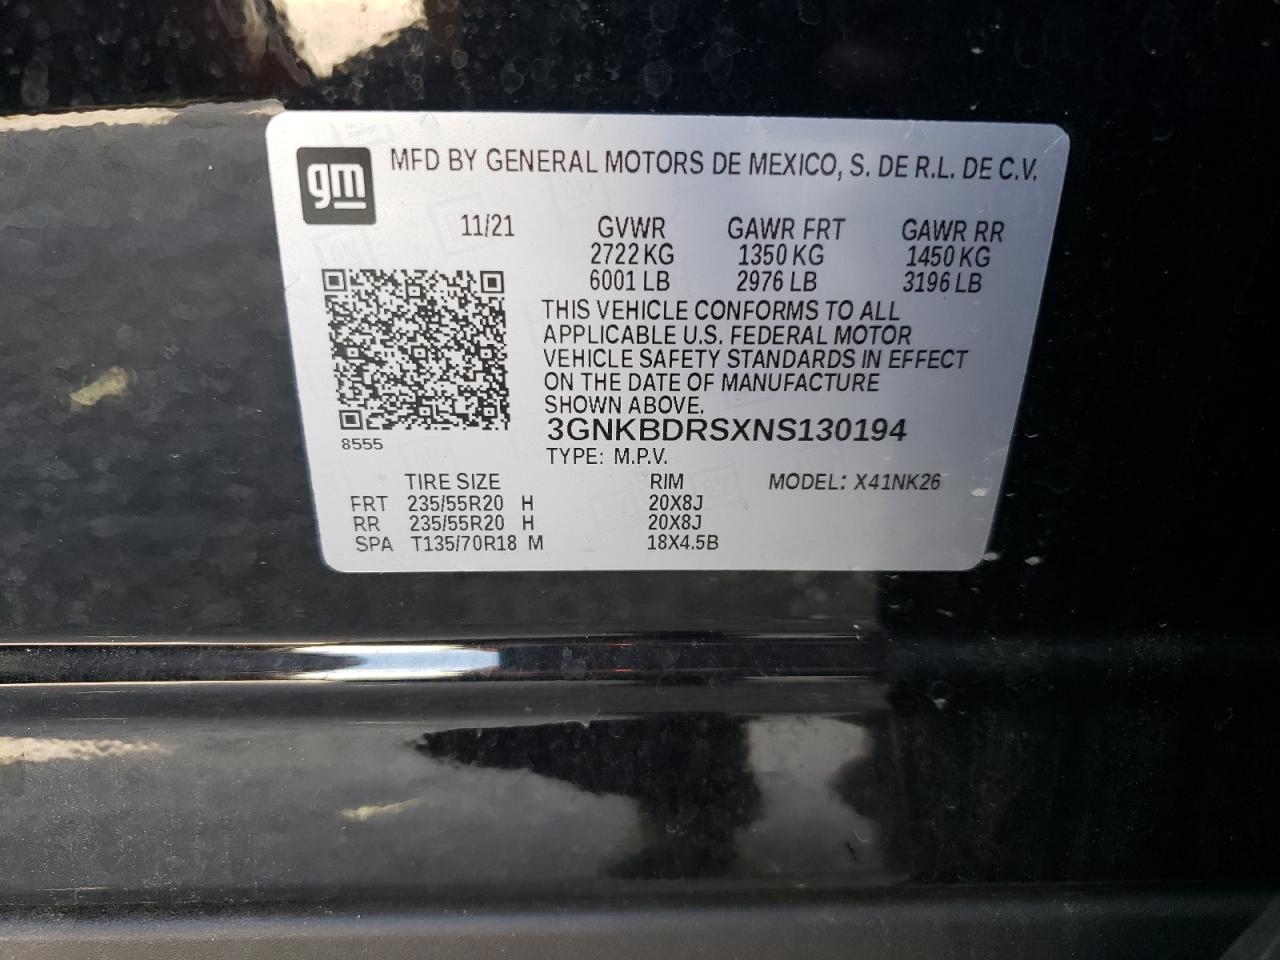 gm
MFD BY GENERAL MOTORS DE MEXICO, S. DE R.L. DE C.V.
11/21 GVWR GAWR FRT GAWR RR
2722 KG 1350 KG 1450 KG
6001 LB 2976 LB 3196 LB
THIS VEHICLE CONFORMS TO ALL
APPLICABLE U.S. FEDERAL MOTOR
VEHICLE SAFETY STANDARDS IN EFFECT
ON THE DATE OF MANUFACTURE
SHOWN ABOVE.
3GNKBDRSXNS130194
8555
TYPE: M.P.V.
TIRE SIZE RIM MODEL: X41NK26
FRT 235/55R20 H 20X8J
RR 235/55R20 H 20X8J
SPA T135/70R18 M 18X4.5B